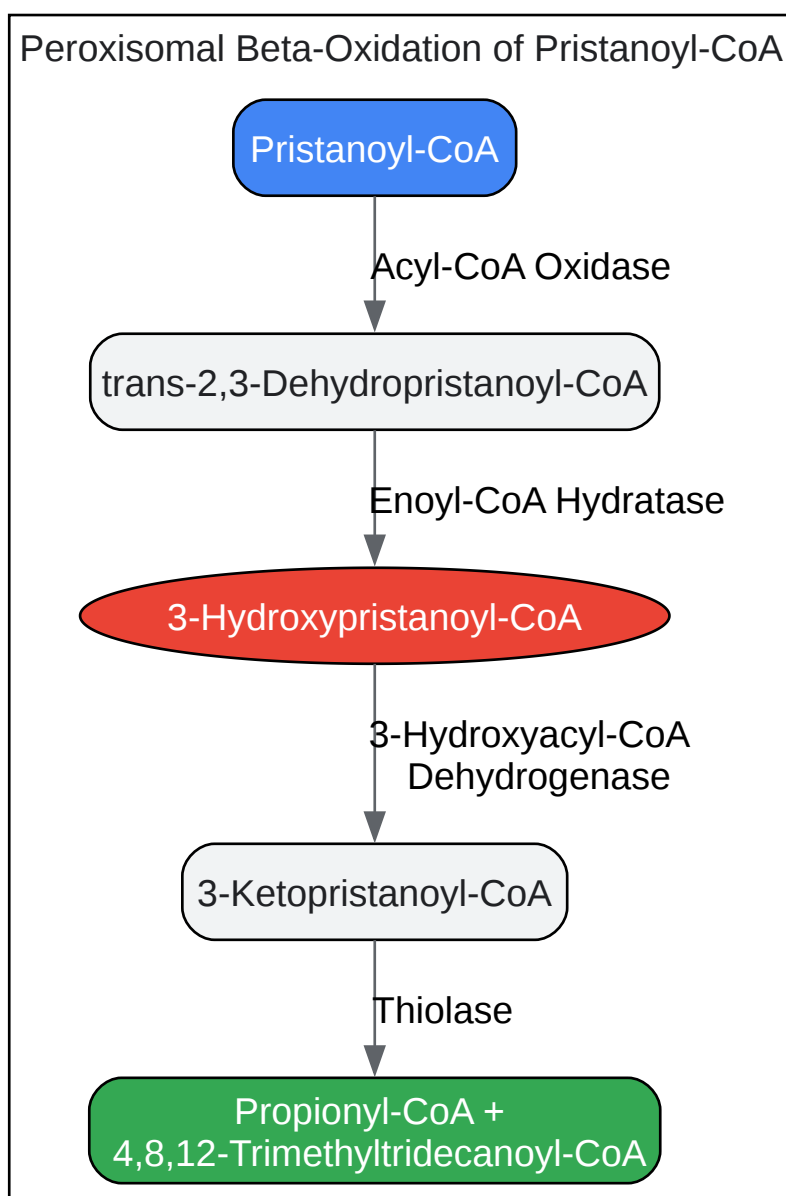 Peroxisomal Beta-Oxidation of Pristanoyl-CoA
Pristanoyl-CoA
Acyl-CoA Oxidase
trans-2,3-Dehydropristanoyl-CoA
Enoyl-CoA Hydratase
3-Hydroxypristanoyl-CoA
3-Hydroxyacyl-CoA
Dehydrogenase
3-Ketopristanoyl-CoA
Thiolase
Propionyl-CoA +
4,8,12-Trimethyltridecanoyl-CoA